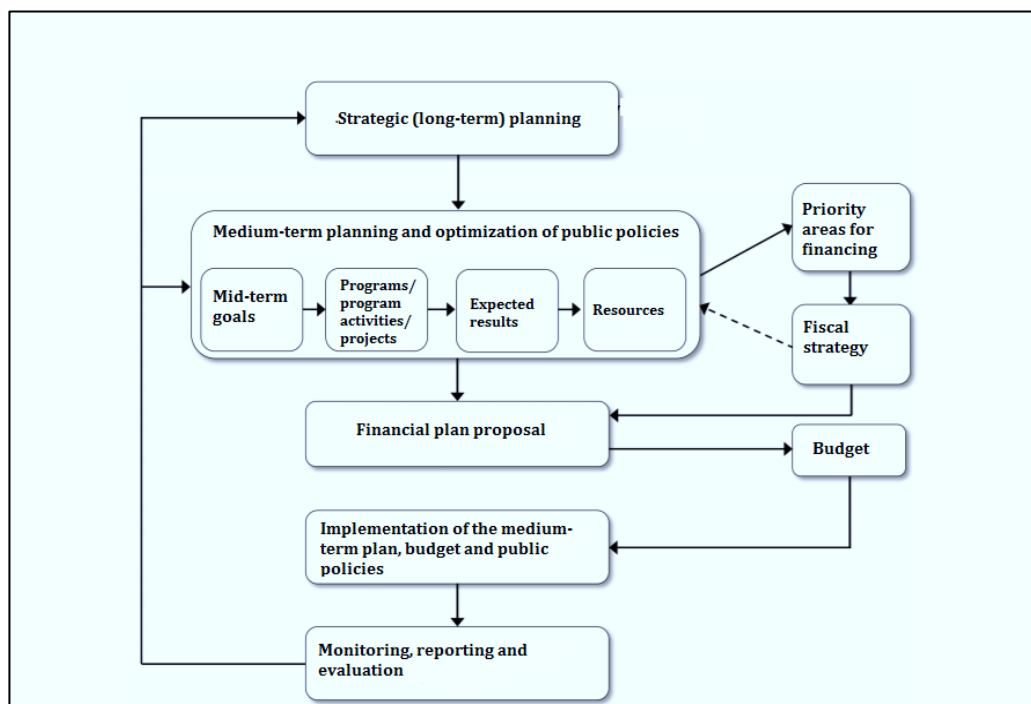 .Strategic (long-term) planning
Medium-term planning and optimization of public policies
Mid-term
goals
Programs/
program
activities/
projects
Expected
results
Resources
Priority
areas for
financing
Fiscal
strategy
Financial plan proposal
Budget
Implementation of the medium-
term plan, budget and public
policies
Monitoring, reporting and
evaluation